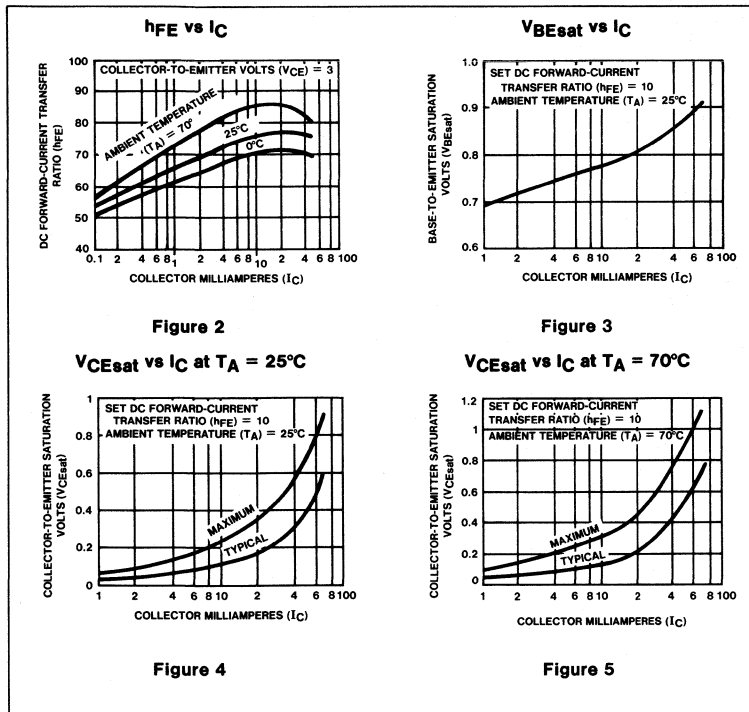 hFE vs IC
COLLECTOR-TO-EMITTER VOLTS (VCE) = 3
AMBIENT TEMPERATURE
(TA) = 70°
25°C
0°C
DC FORWARD-CURRENT TRANSFER
RATIO (hFE)
100
90
80
70
60
50
40
0.1 2 4 6 8 1 2 4 6 8 10 2 4 6 8 100
COLLECTOR MILLIAMPERES (IC)
Figure 2
VBEsat vs IC
SET DC FORWARD-CURRENT
TRANSFER RATIO (hFE) = 10
AMBIENT TEMPERATURE (TA) = 25°C
BASE-TO-EMITTER SATURATION
VOLTS (VBEsat)
1.0
0.9
0.8
0.7
0.6
1 2 4 6 8 10 2 4 6 8 100
COLLECTOR MILLIAMPERES (IC)
Figure 3
VCEsat vs IC at TA = 25°C
SET DC FORWARD-CURRENT
TRANSFER RATIO (hFE) = 10
AMBIENT TEMPERATURE (TA) = 25°C
MAXIMUM
TYPICAL
COLLECTOR-TO-EMITTER SATURATION
VOLTS (VCEsat)
1
0.8
0.6
0.4
0.2
0
1 2 4 6 8 10 2 4 6 8 100
COLLECTOR MILLIAMPERES (IC)
Figure 4
VCEsat vs IC at TA = 70°C
SET DC FORWARD-CURRENT
TRANSFER RATIO (hFE) = 10
AMBIENT TEMPERATURE (TA) = 70°C
MAXIMUM
TYPICAL
COLLECTOR-TO-EMITTER SATURATION
VOLTS (VCEsat)
1.2
1
0.8
0.6
0.4
0.2
0
1 2 4 6 8 10 2 4 6 8 100
COLLECTOR MILLIAMPERES (IC)
Figure 5